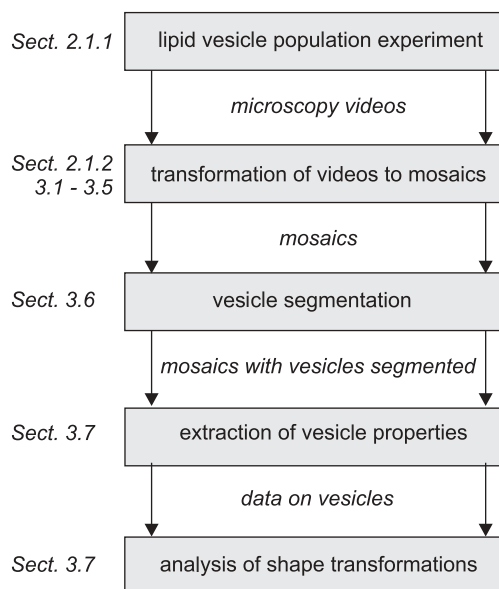 Sect. 2.1.1
lipid vesicle population experiment
microscopy videos
Sect. 2.1.2
3.1 - 3.5
transformation of videos to mosaics
mosaics
Sect. 3.6
vesicle segmentation
mosaics with vesicles segmented
Sect. 3.7
extraction of vesicle properties
data on vesicles
Sect. 3.7
analysis of shape transformations